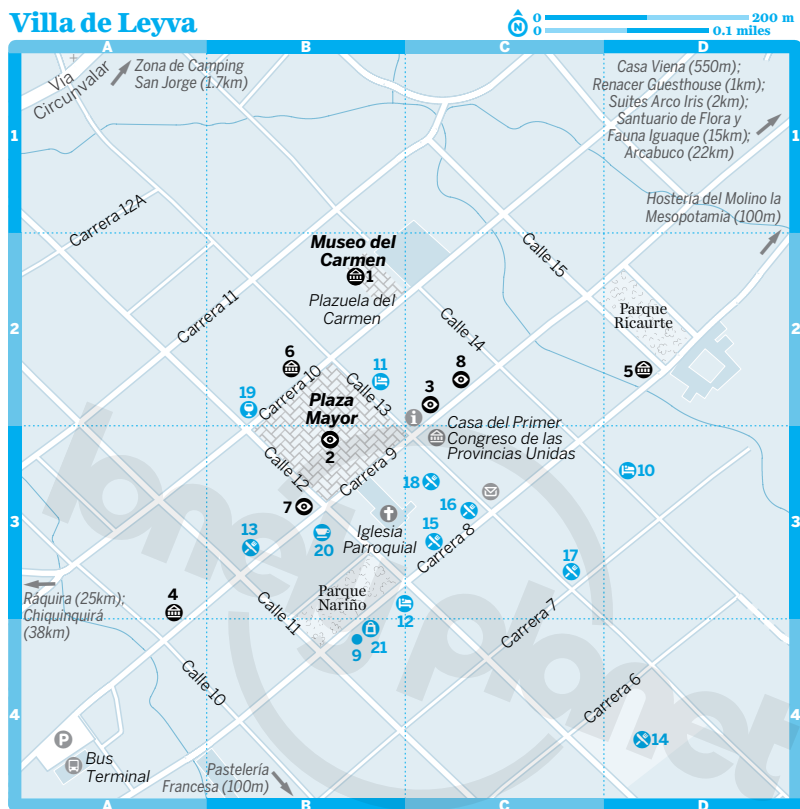 Villa de Leyva
N
0 200 m
0 0.1 miles
A B C D
Via
Circunvalar
Zona de Camping
San Jorge (1.7km)
Casa Viena (550m);
Renacer Guesthouse (1km);
Suites Arco Iris (2km);
Santuario de Flora y
Fauna Iguaque (15km);
Arcabuco (22km)
1 1
Hostería del Molino la
Mesopotamia (100m)
Carrera 12A
Museo del
Carmen
1
Calle 15
Plazuela del
Carmen
Carrera 11
Parque
Ricaurte
2 2
Calle 14
6
11
8
5
19
Carrera 10
Calle 13
3
Plaza
Mayor
2
i
Casa del Primer
Congreso de las
Provincias Unidas
Calle 12
Carrera 9
18
10
7
16
3 3
13
20
Iglesia
Parroquial
15
Carrera 8
17
Ráquira (25km);
Chiquinquirá
(38km)
4
Parque
Nariño
12
Calle 11
Carrera 7
21
9
Calle 10
Carrera 6
4 4
14
P
Bus
Terminal
Pastelería
Francesa (100m)
lonely planet
A B C D